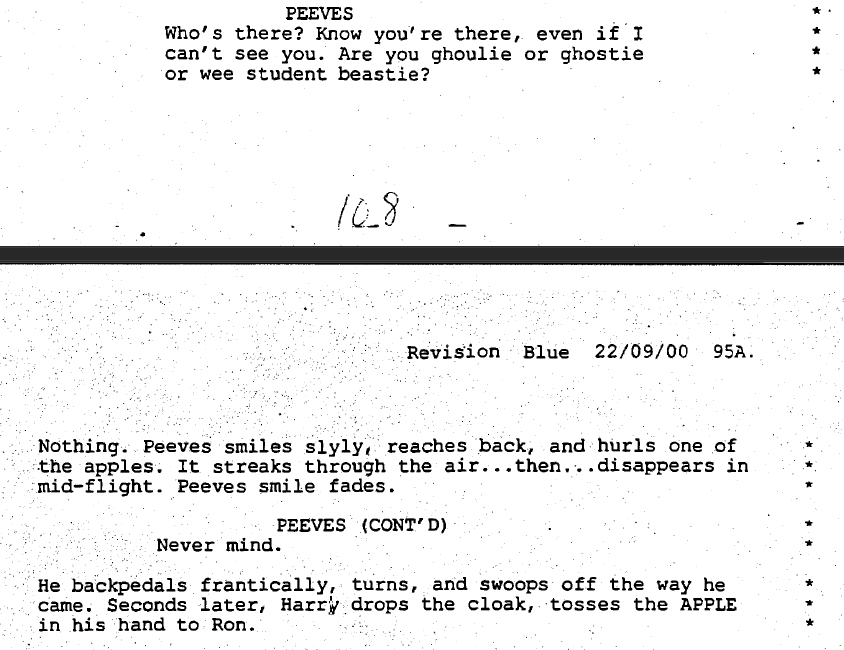 PEEVES *
Who's there? Know you're there, even if I *
can't see you. Are you ghoulie or ghostie *
or wee student beastie? *
108
Revision Blue 22/09/00 95A.
Nothing. Peeves smiles slyly, reaches back, and hurls one of *
the apples. It streaks through the air...then...disappears in *
mid-flight. Peeves smile fades. *
PEEVES (CONT'D) *
Never mind. *
He backpedals frantically, turns, and swoops off the way he *
came. Seconds later, Harry drops the cloak, tosses the APPLE *
in his hand to Ron. *